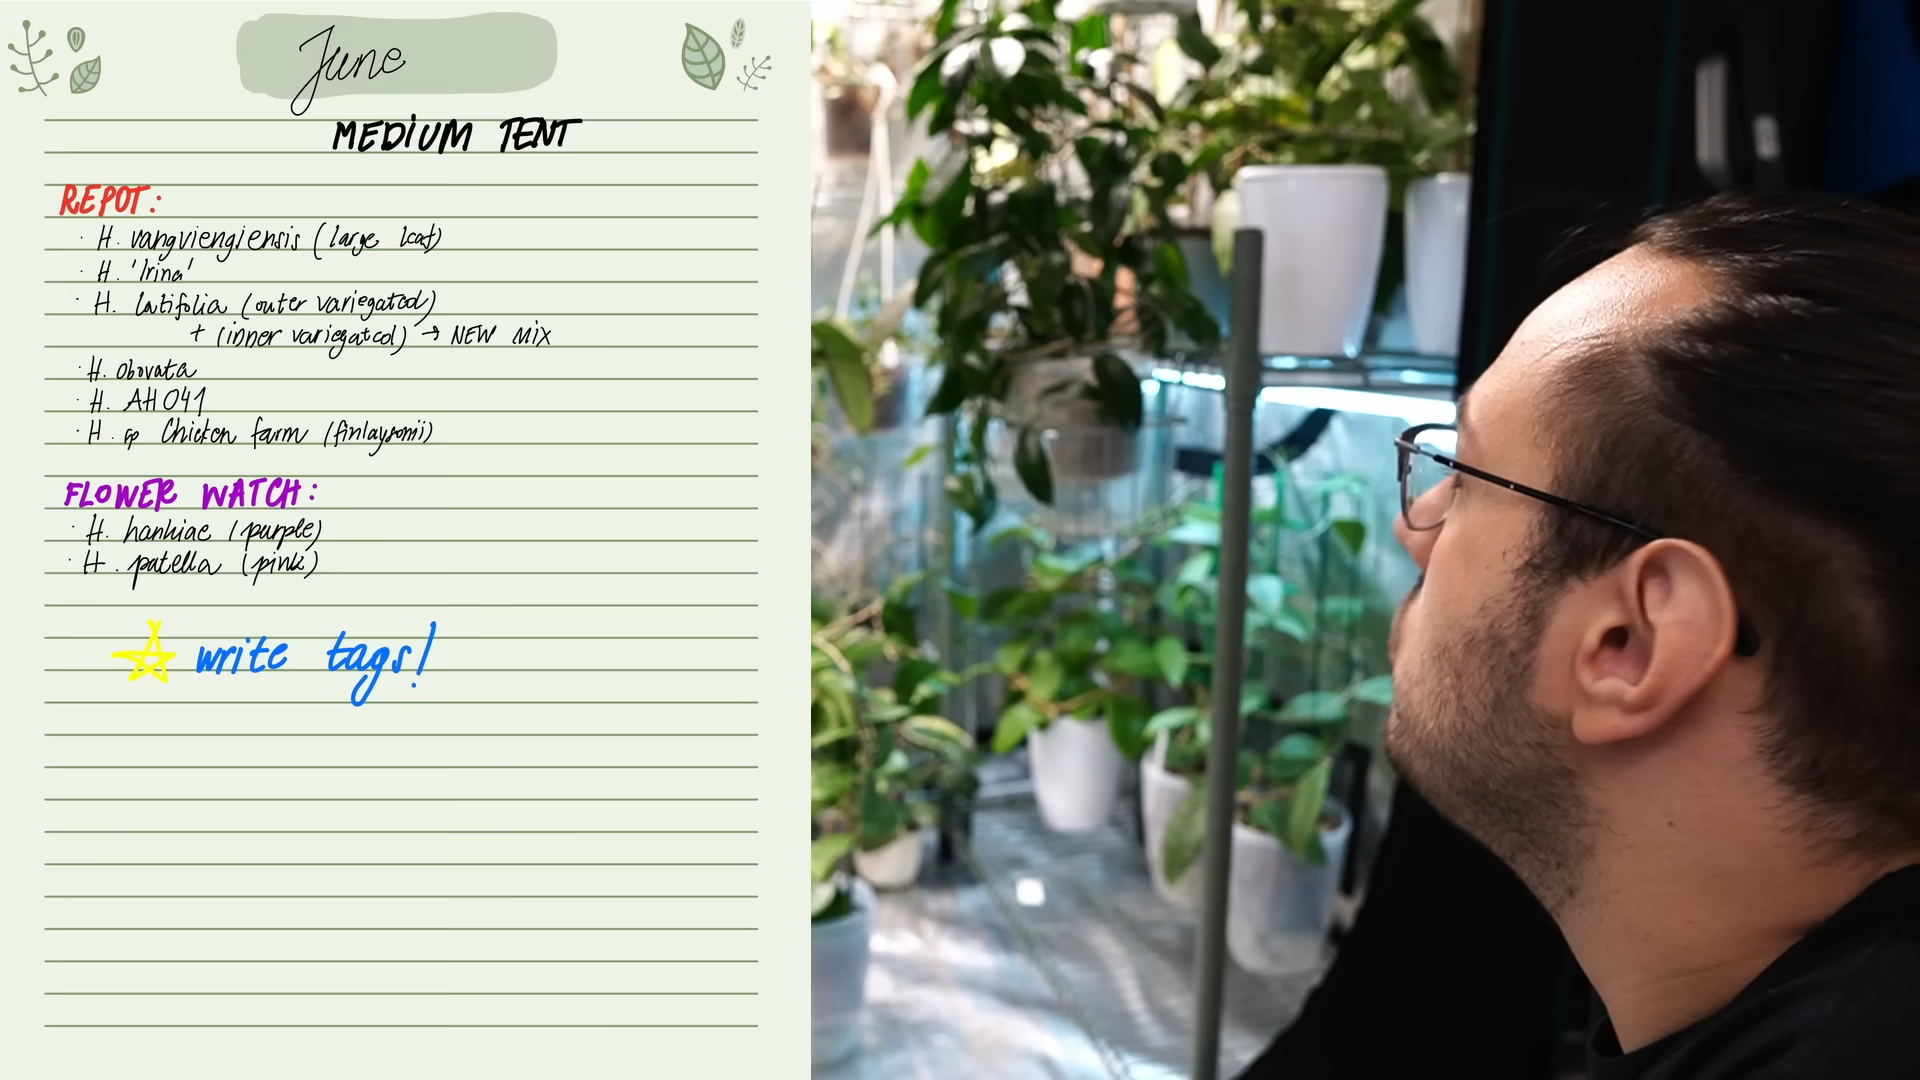 June
MEDIUM TENT
REPOT:
· H. vangviengiensis (large leaf)
· H. 'Irina'
· H. latifolia (outer variegated)
+ (inner variegated) → NEW MIX
· H. obovata
· H. AH041
· H. sp Chicken farm (finlaysonii)
FLOWER WATCH:
· H. hankiae (purple)
· H. patella (pink)
write tags!